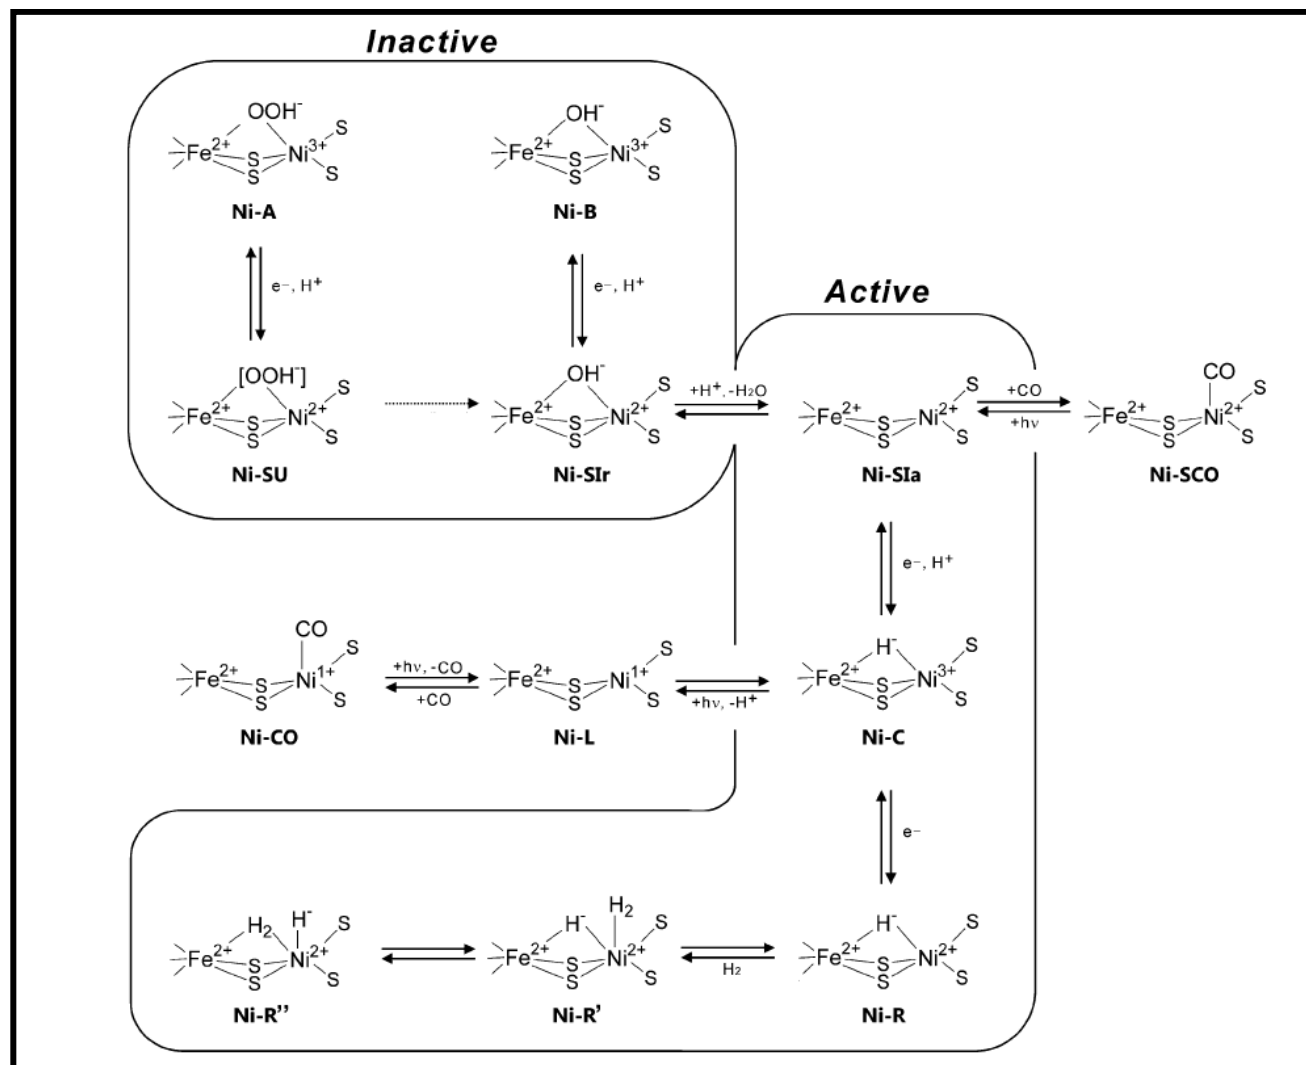 Inactive
OOH⁻
Fe²⁺ S S Ni³⁺ S S
Ni-A
OH⁻
Fe²⁺ S S Ni³⁺ S S
Ni-B
e⁻, H⁺
e⁻, H⁺
Active
[OOH⁻]
Fe²⁺ S S Ni²⁺ S S
Ni-SU
OH⁻
Fe²⁺ S S Ni²⁺ S S
Ni-SIr
+H⁺, -H₂O
Fe²⁺ S S Ni²⁺ S S
Ni-SIa
+CO
+hν
CO
Fe²⁺ S S Ni²⁺ S S
Ni-SCO
e⁻, H⁺
CO
Fe²⁺ S S Ni¹⁺ S S
Ni-CO
+hν, -CO
+CO
Fe²⁺ S S Ni¹⁺ S S
Ni-L
+hν, -H⁺
H⁻
Fe²⁺ S S Ni³⁺ S S
Ni-C
e⁻
H₂ H⁻
Fe²⁺ S S Ni²⁺ S S
Ni-R’’
H⁻ H₂
Fe²⁺ S S Ni²⁺ S S
Ni-R’
H₂
H⁻
Fe²⁺ S S Ni²⁺ S S
Ni-R